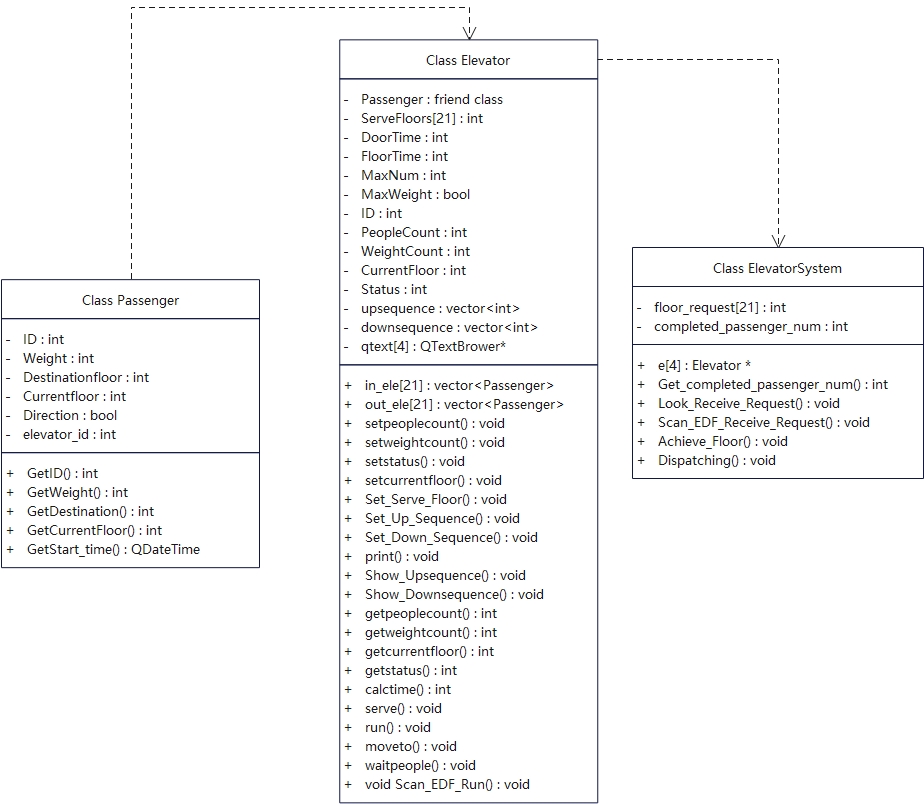 Class Elevator
- Passenger : friend class
- ServeFloors[21] : int
- DoorTime : int
- FloorTime : int
- MaxNum : int
- MaxWeight : bool
- ID : int
- PeopleCount : int
- WeightCount : int
- CurrentFloor : int
- Status : int
- upsequence : vector<int>
- downsequence : vector<int>
- qtext[4] : QTextBrower*
+ in_ele[21] : vector<Passenger>
+ out_ele[21] : vector<Passenger>
+ setpeoplecount() : void
+ setweightcount() : void
+ setstatus() : void
+ setcurrentfloor() : void
+ Set_Serve_Floor() : void
+ Set_Up_Sequence() : void
+ Set_Down_Sequence() : void
+ print() : void
+ Show_Upsequence() : void
+ Show_Downsequence() : void
+ getpeoplecount() : int
+ getweightcount() : int
+ getcurrentfloor() : int
+ getstatus() : int
+ calctime() : int
+ serve() : void
+ run() : void
+ moveto() : void
+ waitpeople() : void
+ void Scan_EDF_Run() : void
Class Passenger
- ID : int
- Weight : int
- Destinationfloor : int
- Currentfloor : int
- Direction : bool
- elevator_id : int
+ GetID() : int
+ GetWeight() : int
+ GetDestination() : int
+ GetCurrentFloor() : int
+ GetStart_time() : QDateTime
Class ElevatorSystem
- floor_request[21] : int
- completed_passenger_num : int
+ e[4] : Elevator *
+ Get_completed_passenger_num() : int
+ Look_Receive_Request() : void
+ Scan_EDF_Receive_Request() : void
+ Achieve_Floor() : void
+ Dispatching() : void